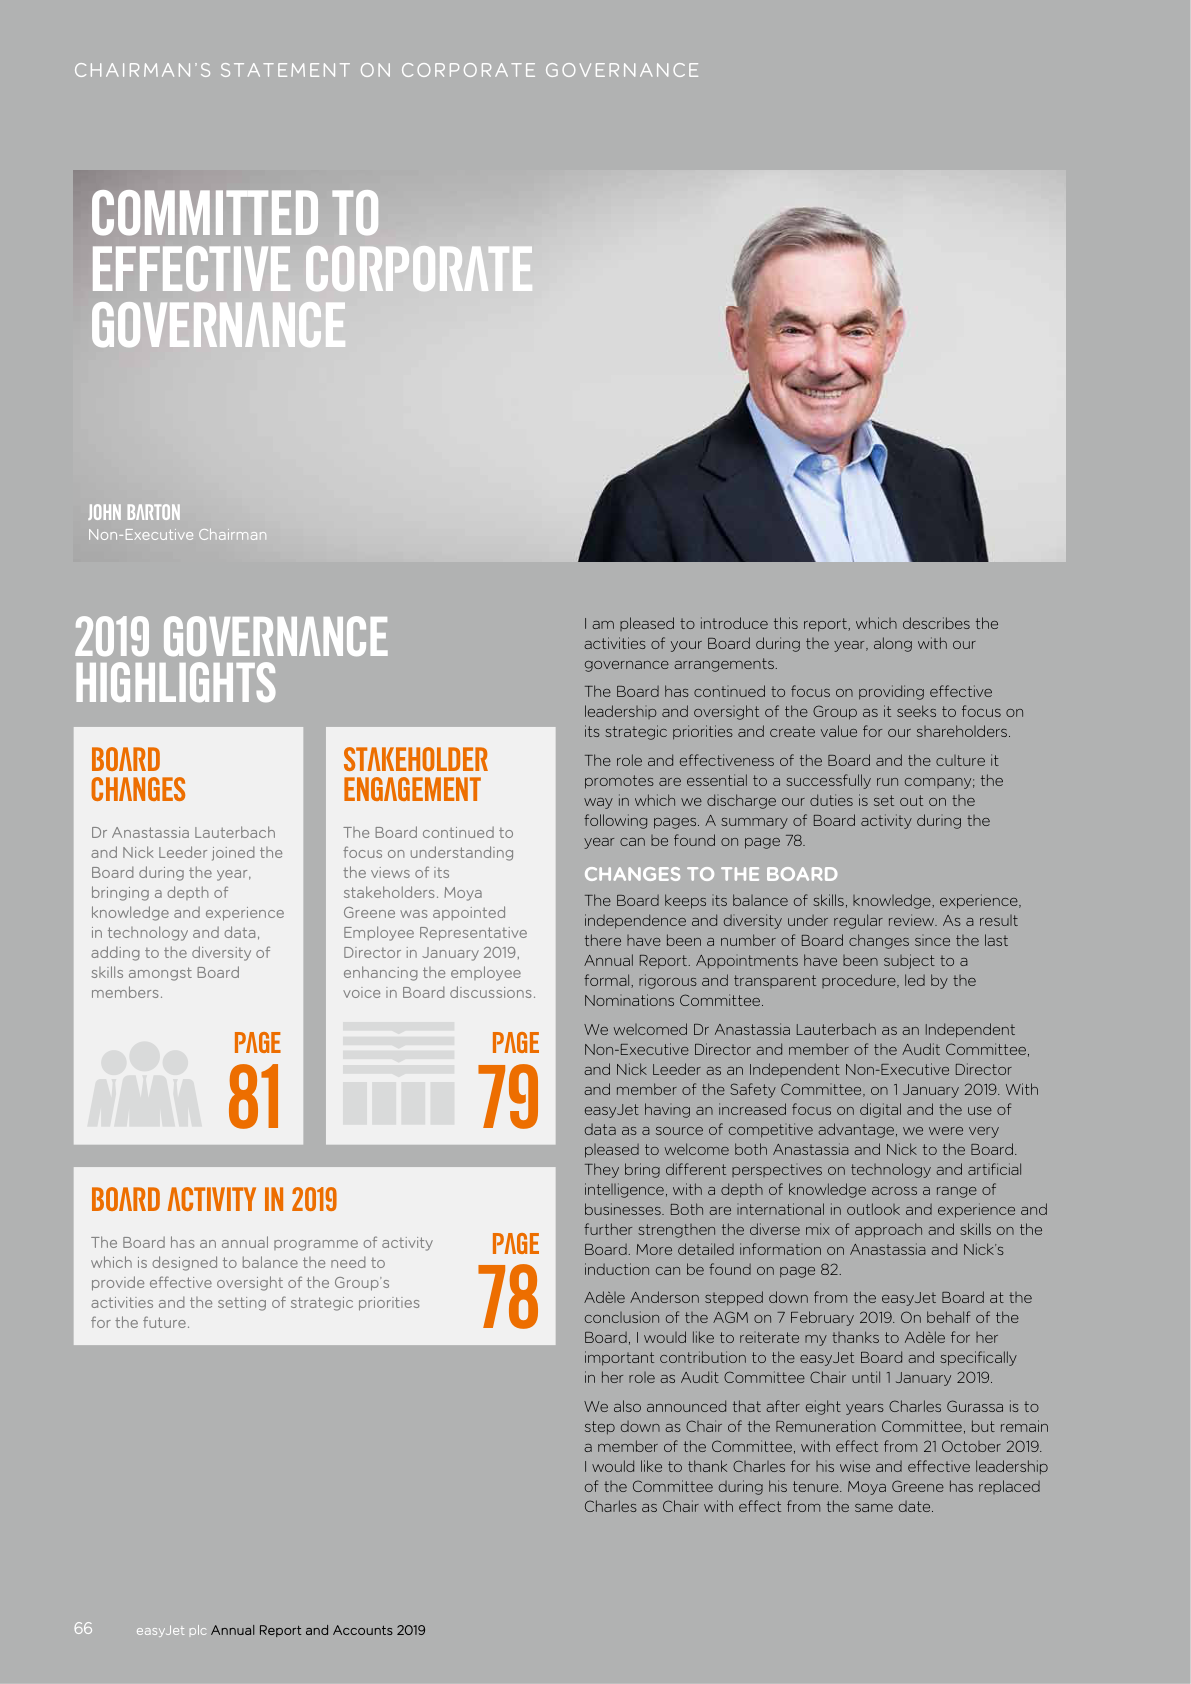 CHAIRMAN'S STATEMENT ON CORPORATE GOVERNANCE
COMMITTED TO
EFFECTIVE CORPORATE
GOVERNANCE
JOHN BARTON
Non-Executive Chairman
2019 GOVERNANCE
HIGHLIGHTS
BOARD
CHANGES
Dr Anastassia Lauterbach
and Nick Leeder joined the
Board during the year,
bringing a depth of
knowledge and experience
in technology and data,
adding to the diversity of
skills amongst Board
members.
PAGE
81
STAKEHOLDER
ENGAGEMENT
The Board continued to
focus on understanding
the views of its
stakeholders. Moya
Greene was appointed
Employee Representative
Director in January 2019,
enhancing the employee
voice in Board discussions.
PAGE
79
BOARD ACTIVITY IN 2019
The Board has an annual programme of activity
which is designed to balance the need to
provide effective oversight of the Group's
activities and the setting of strategic priorities
for the future.
PAGE
78
I am pleased to introduce this report, which describes the
activities of your Board during the year, along with our
governance arrangements.
The Board has continued to focus on providing effective
leadership and oversight of the Group as it seeks to focus on
its strategic priorities and create value for our shareholders.
The role and effectiveness of the Board and the culture it
promotes are essential to a successfully run company; the
way in which we discharge our duties is set out on the
following pages. A summary of Board activity during the
year can be found on page 78.
CHANGES TO THE BOARD
The Board keeps its balance of skills, knowledge, experience,
independence and diversity under regular review. As a result
there have been a number of Board changes since the last
Annual Report. Appointments have been subject to a
formal, rigorous and transparent procedure, led by the
Nominations Committee.
We welcomed Dr Anastassia Lauterbach as an Independent
Non-Executive Director and member of the Audit Committee,
and Nick Leeder as an Independent Non-Executive Director
and member of the Safety Committee, on 1 January 2019. With
easyJet having an increased focus on digital and the use of
data as a source of competitive advantage, we were very
pleased to welcome both Anastassia and Nick to the Board.
They bring different perspectives on technology and artificial
intelligence, with a depth of knowledge across a range of
businesses. Both are international in outlook and experience and
further strengthen the diverse mix of approach and skills on the
Board. More detailed information on Anastassia and Nick's
induction can be found on page 82.
Adèle Anderson stepped down from the easyJet Board at the
conclusion of the AGM on 7 February 2019. On behalf of the
Board, I would like to reiterate my thanks to Adèle for her
important contribution to the easyJet Board and specifically
in her role as Audit Committee Chair until 1 January 2019.
We also announced that after eight years Charles Gurassa is to
step down as Chair of the Remuneration Committee, but remain
a member of the Committee, with effect from 21 October 2019.
I would like to thank Charles for his wise and effective leadership
of the Committee during his tenure. Moya Greene has replaced
Charles as Chair with effect from the same date.
66 easyJet plc Annual Report and Accounts 2019